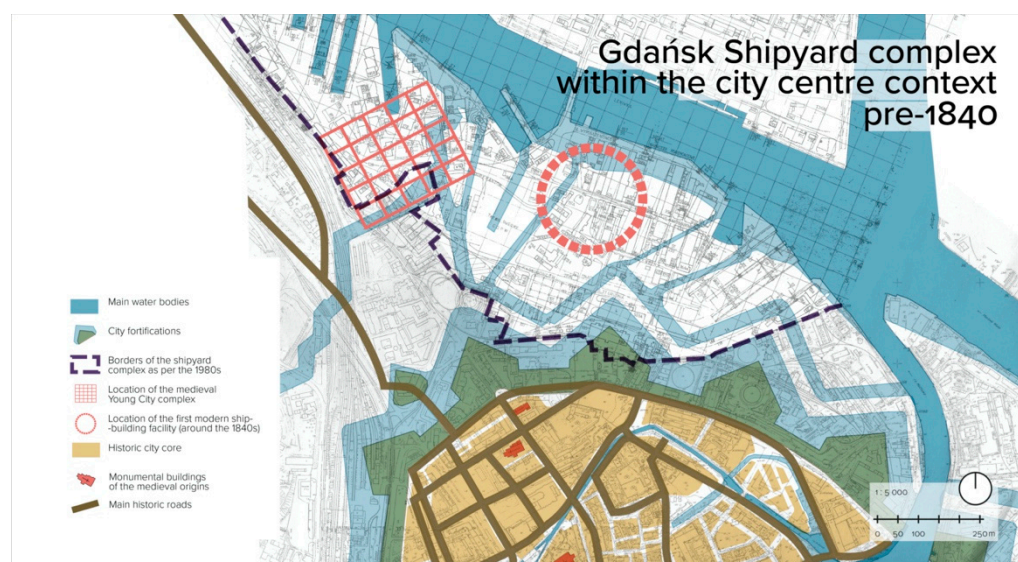 Gdańsk Shipyard complex
within the city centre context
pre-1840
Main water bodies
City fortifications
Borders of the shipyard
complex as per the 1980s
Location of the medieval
Young City complex
Location of the first modern ship-
-building facility (around the 1840s)
Historic city core
Monumental buildings
of the medieval origins
Main historic roads
1 : 5 000
0 50 100 250 m